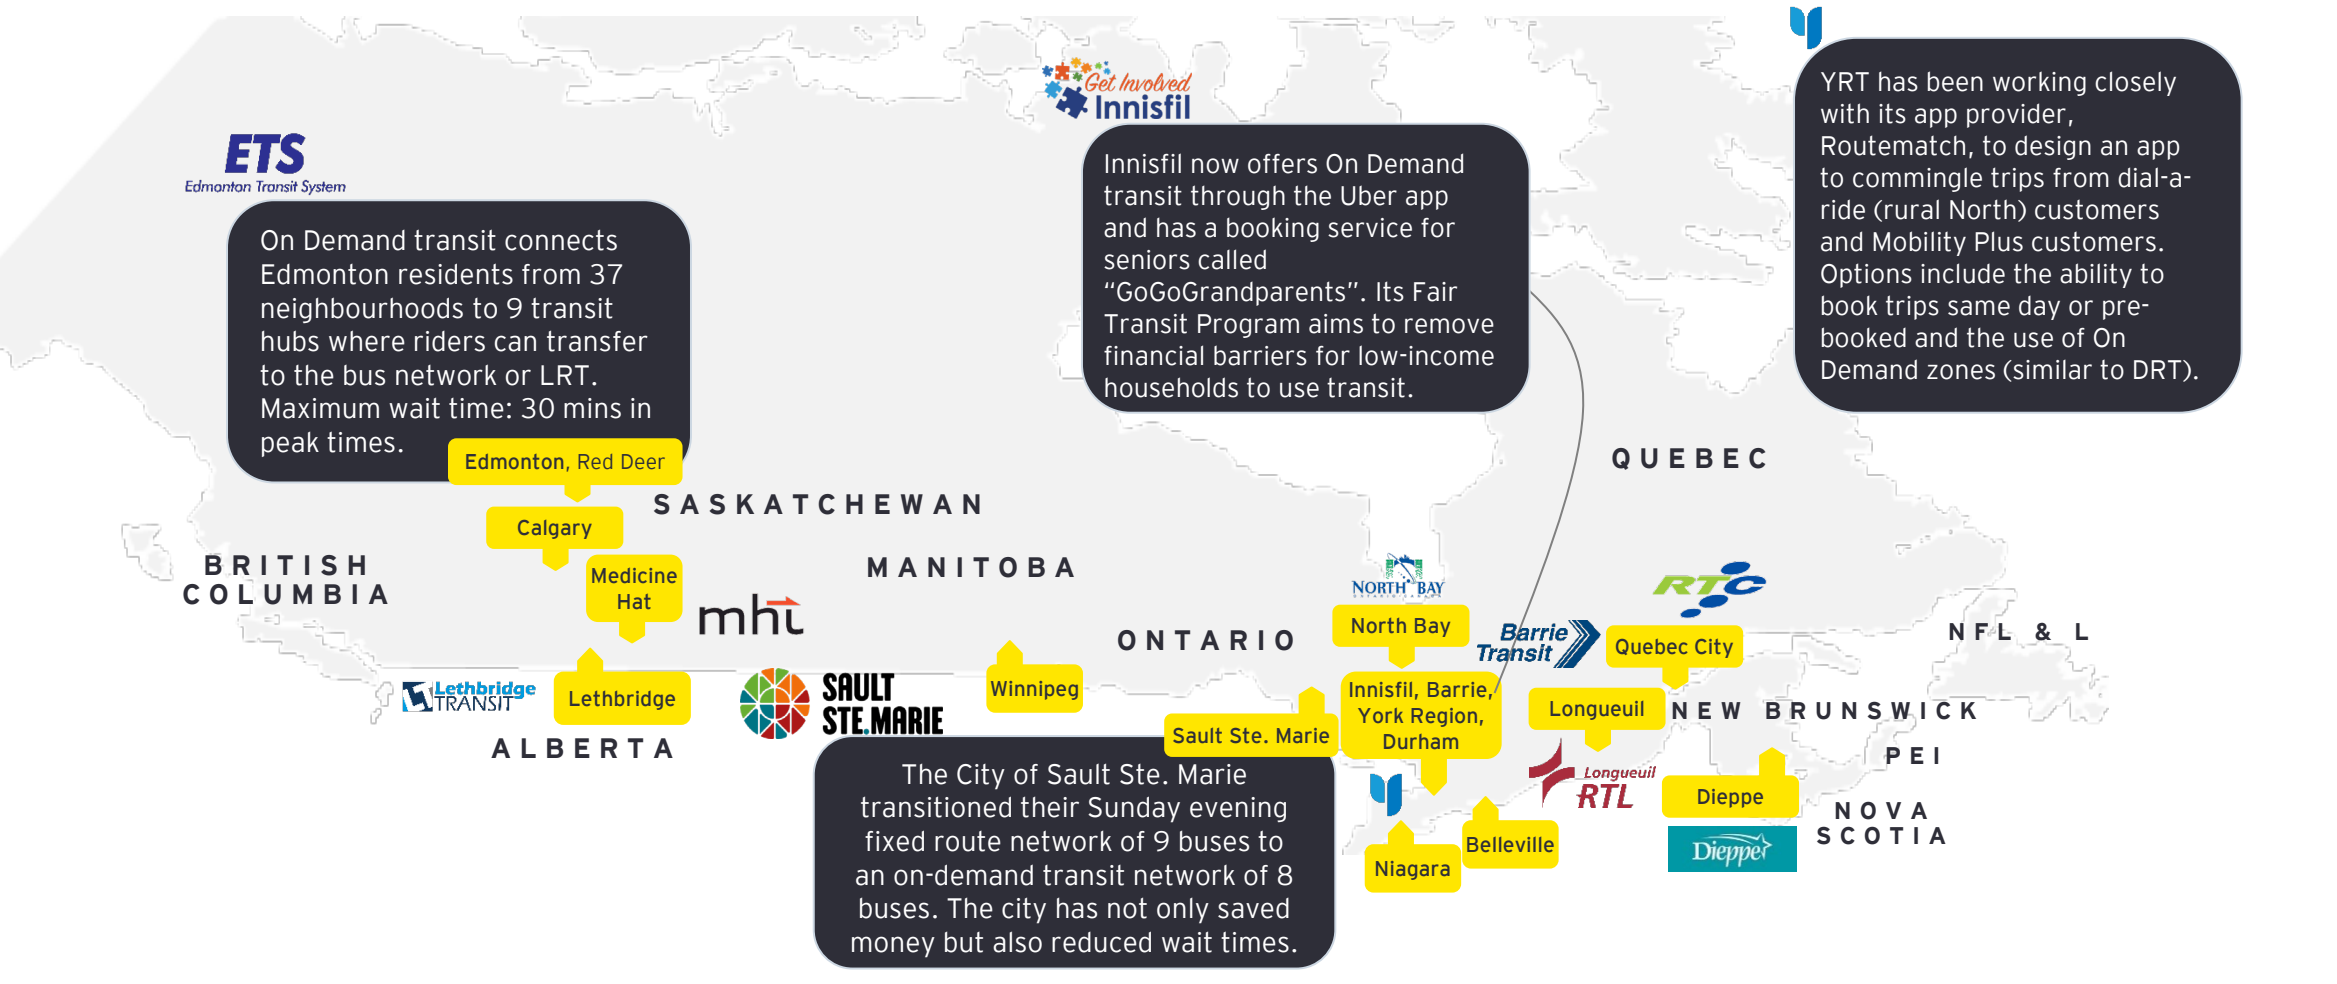 Get Involved
Innisfil
YRT has been working closely
with its app provider,
Routematch, to design an app
to commingle trips from dial-a-
ride (rural North) customers
and Mobility Plus customers.
Options include the ability to
book trips same day or pre-
booked and the use of On
Demand zones (similar to DRT).
ETS
Edmonton Transit System
Innisfil now offers On Demand
transit through the Uber app
and has a booking service for
seniors called
“GoGoGrandparents”. Its Fair
Transit Program aims to remove
financial barriers for low-income
households to use transit.
On Demand transit connects
Edmonton residents from 37
neighbourhoods to 9 transit
hubs where riders can transfer
to the bus network or LRT.
Maximum wait time: 30 mins in
peak times.
Edmonton, Red Deer
QUEBEC
SASKATCHEWAN
Calgary
BRITISH
COLUMBIA
MANITOBA
Medicine
Hat
mht
NORTH BAY
RTC
North Bay
ONTARIO
Barrie
Transit
Quebec City
NFL & L
Lethbridge
TRANSIT
Lethbridge
SAULT
STE.MARIE
Winnipeg
Innisfil, Barrie,
York Region,
Durham
Longueuil
NEW BRUNSWICK
Sault Ste. Marie
ALBERTA
PEI
Longueuil
RTL
Dieppe
NOVA
SCOTIA
The City of Sault Ste. Marie
transitioned their Sunday evening
fixed route network of 9 buses to
an on-demand transit network of 8
buses. The city has not only saved
money but also reduced wait times.
Belleville
Dieppe
Niagara